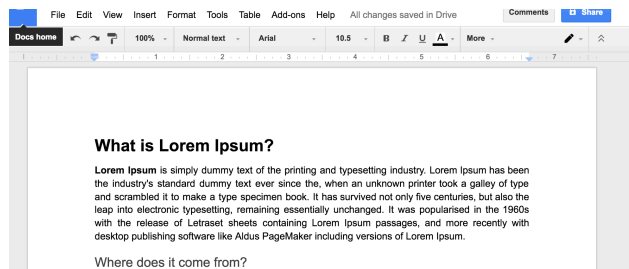 File Edit View Insert Format Tools Table Add-ons Help All changes saved in Drive Comments Share
Docs home 100% Normal text Arial 10.5 B I U A More
1 2 3 4 5 6 7
What is Lorem Ipsum?
Lorem Ipsum is simply dummy text of the printing and typesetting industry. Lorem Ipsum has been
the industry's standard dummy text ever since the, when an unknown printer took a galley of type
and scrambled it to make a type specimen book. It has survived not only five centuries, but also the
leap into electronic typesetting, remaining essentially unchanged. It was popularised in the 1960s
with the release of Letraset sheets containing Lorem Ipsum passages, and more recently with
desktop publishing software like Aldus PageMaker including versions of Lorem Ipsum.
Where does it come from?